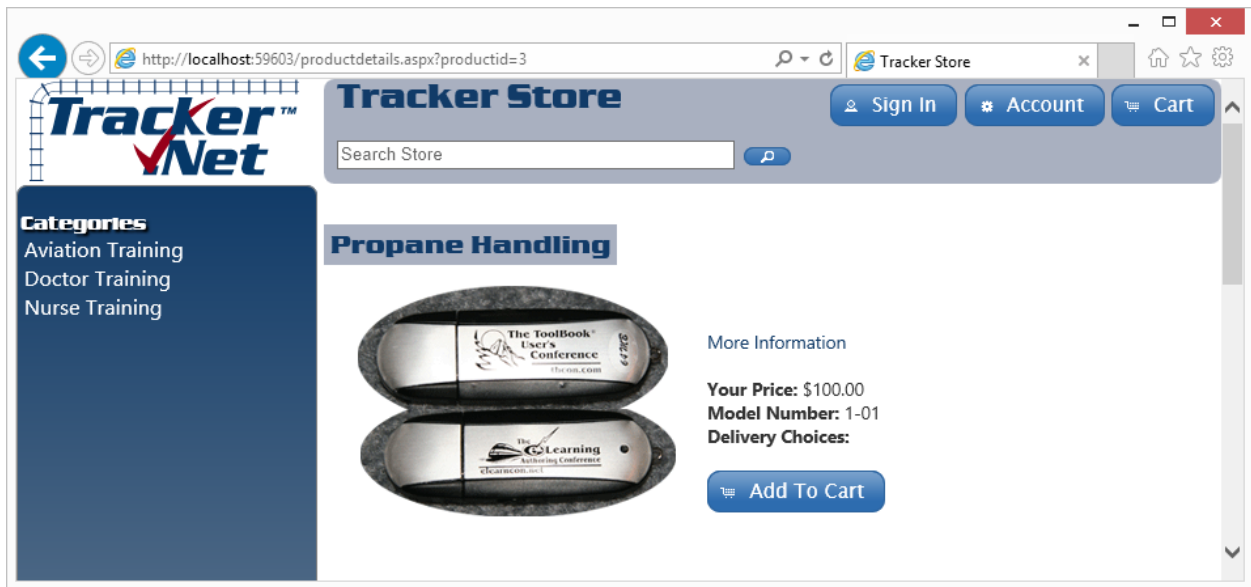 http://localhost:59603/productdetails.aspx?productid=3
Tracker Store
Tracker™
Net
Tracker Store
Sign In
Account
Cart
Search Store
Categories
Aviation Training
Doctor Training
Nurse Training
Propane Handling
The ToolBook®
User's
Conference
tbcon.com
64MB
The
e-Learning
Authoring Conference
elearncon.net
More Information
Your Price: $100.00
Model Number: 1-01
Delivery Choices:
Add To Cart